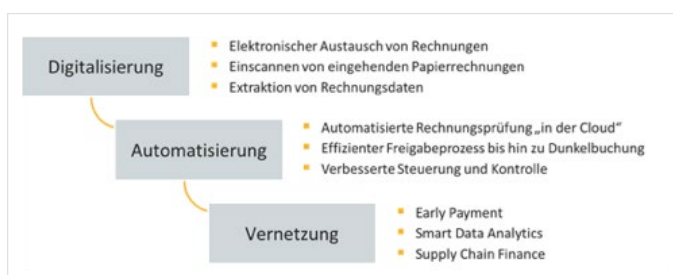 Digitalisierung
Elektronischer Austausch von Rechnungen
Einscannen von eingehenden Papierrechnungen
Extraktion von Rechnungsdaten
Automatisierung
Automatisierte Rechnungsprüfung „in der Cloud“
Effizienter Freigabeprozess bis hin zu Dunkelbuchung
Verbesserte Steuerung und Kontrolle
Vernetzung
Early Payment
Smart Data Analytics
Supply Chain Finance